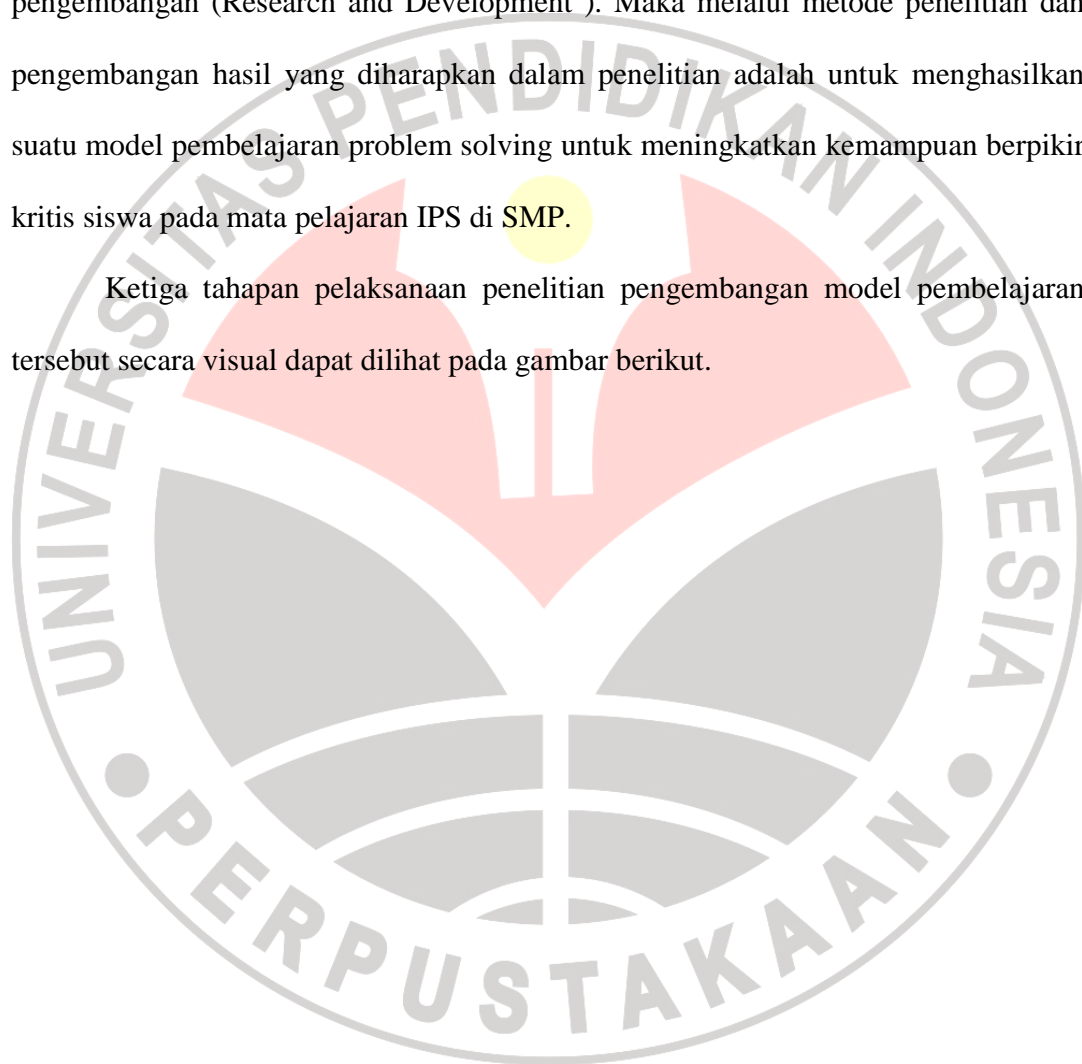 pengembangan (Research and Development ). Maka melalui metode penelitian dan
pengembangan hasil yang diharapkan dalam penelitian adalah untuk menghasilkan
suatu model pembelajaran problem solving untuk meningkatkan kemampuan berpikir
kritis siswa pada mata pelajaran IPS di SMP.
Ketiga tahapan pelaksanaan penelitian pengembangan model pembelajaran
tersebut secara visual dapat dilihat pada gambar berikut.
UNIVERSITAS PENDIDIKAN INDONESIA
PERPUSTAKAAN